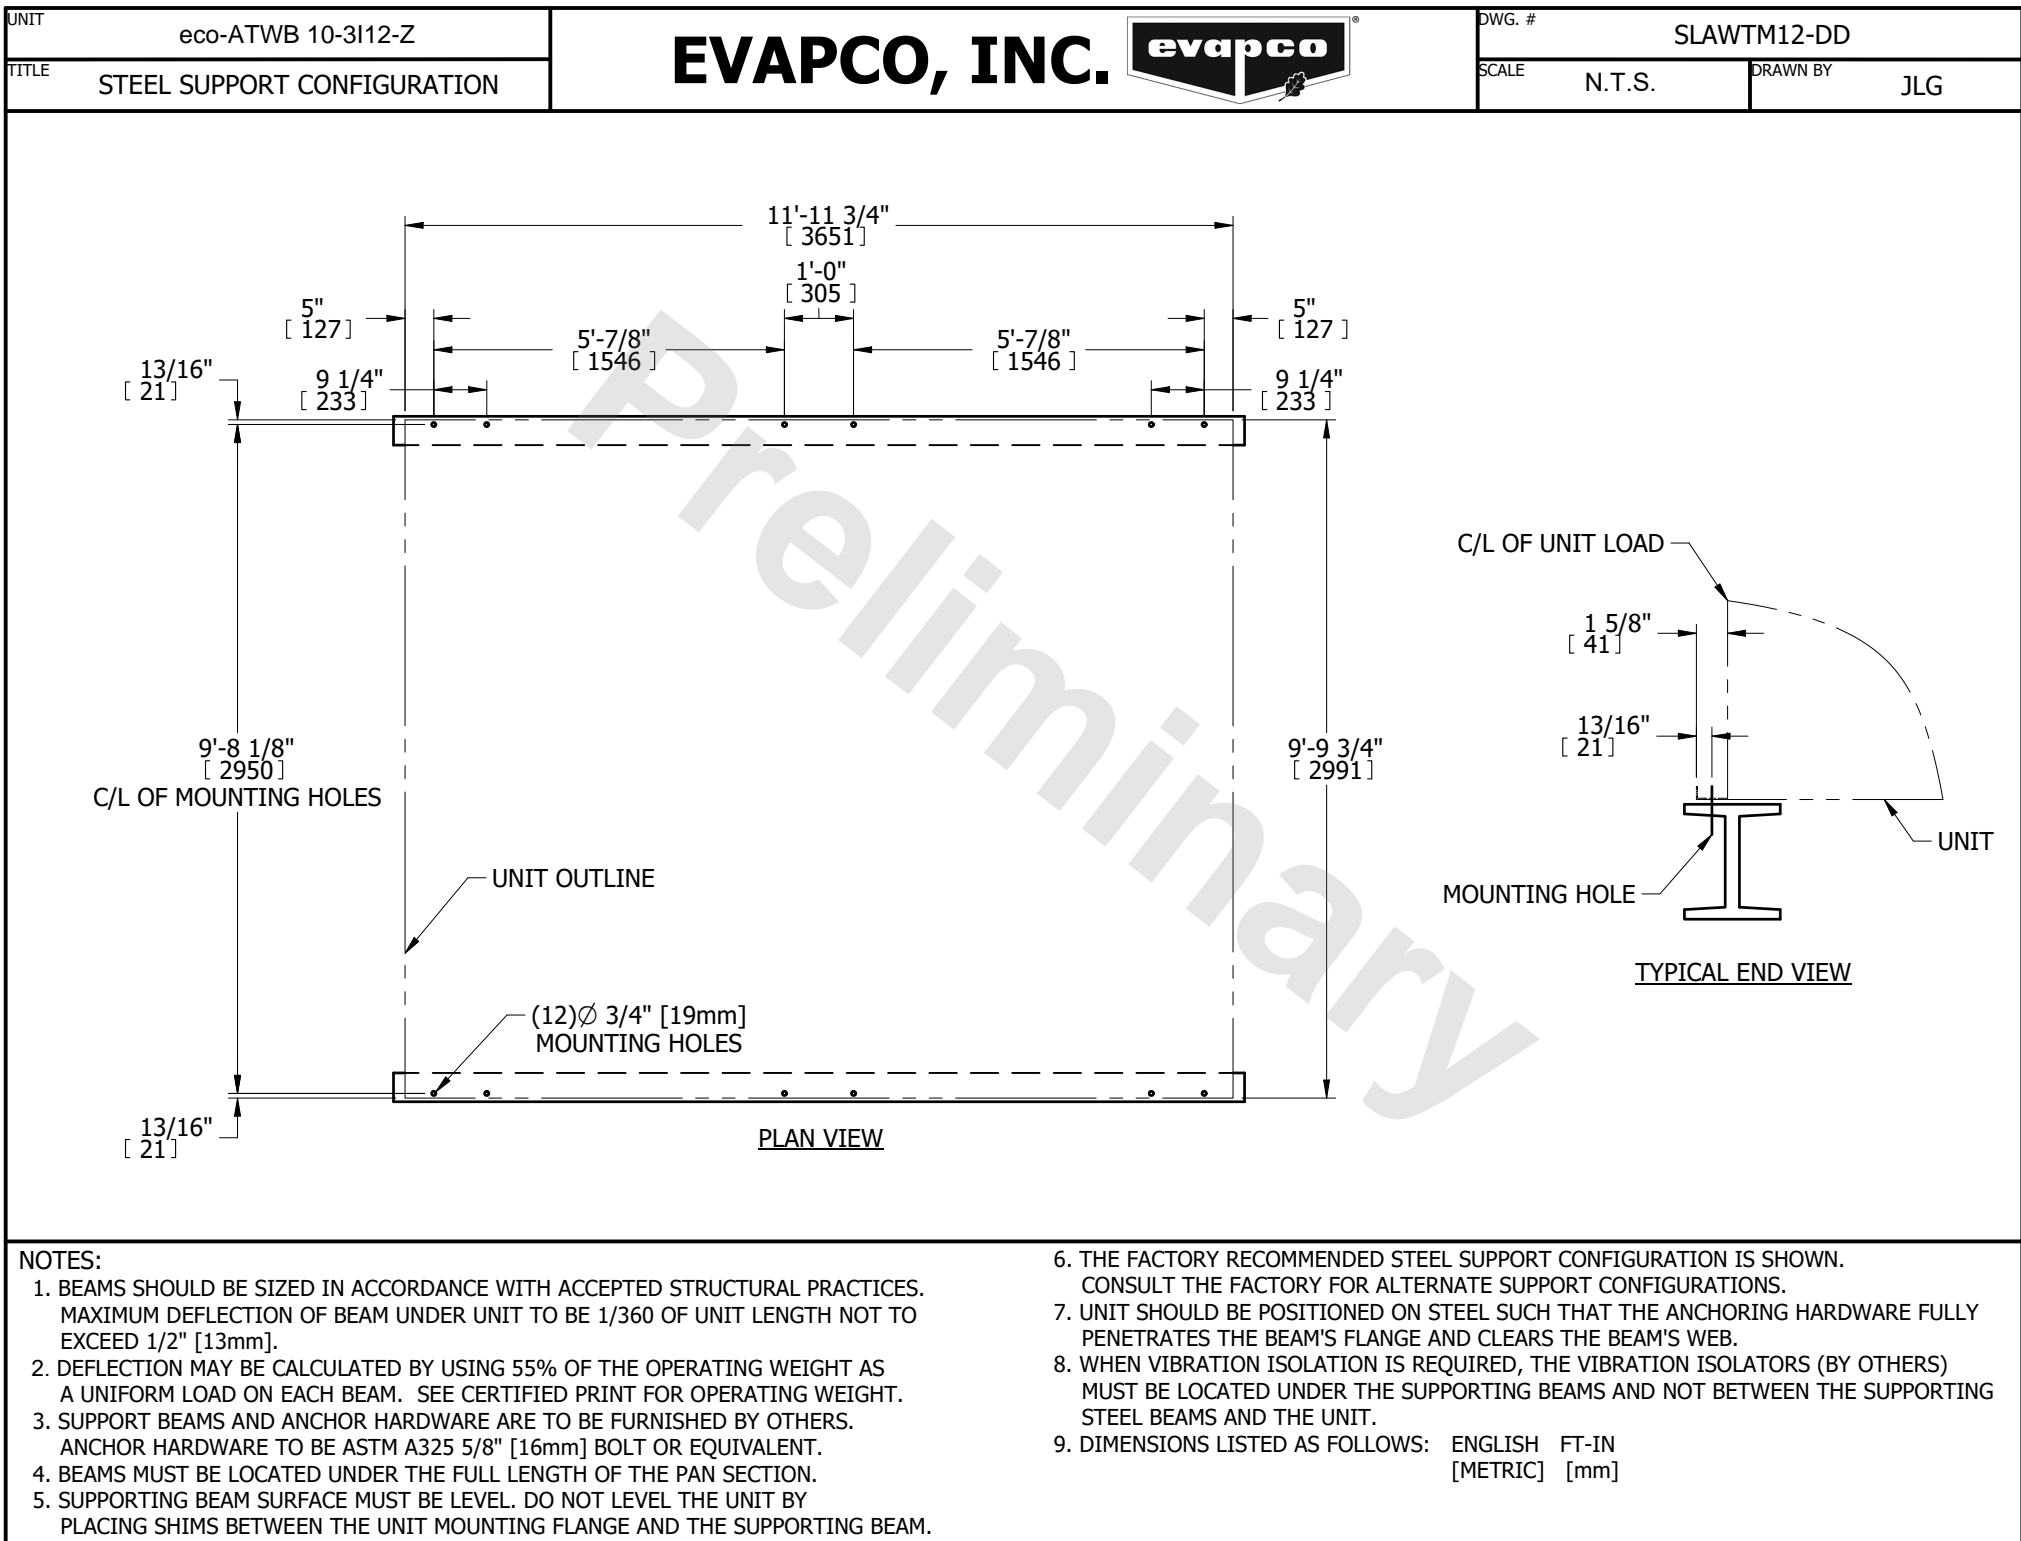 UNIT
eco-ATWB 10-3I12-Z
TITLE
STEEL SUPPORT CONFIGURATION
EVAPCO, INC.
evapco
®
DWG. #
SLAWTM12-DD
SCALE
N.T.S.
DRAWN BY
JLG
11'-11 3/4"
[ 3651 ]
1'-0"
[ 305 ]
5"
[ 127 ]
5"
[ 127 ]
5'-7/8"
[ 1546 ]
5'-7/8"
[ 1546 ]
13/16"
[ 21 ]
9 1/4"
[ 233 ]
9 1/4"
[ 233 ]
Preliminary
C/L OF UNIT LOAD
1 5/8"
[ 41 ]
13/16"
[ 21 ]
9'-8 1/8"
[ 2950 ]
C/L OF MOUNTING HOLES
9'-9 3/4"
[ 2991 ]
UNIT
UNIT OUTLINE
MOUNTING HOLE
TYPICAL END VIEW
(12)∅ 3/4" [19mm]
MOUNTING HOLES
13/16"
[ 21 ]
PLAN VIEW
NOTES:
1. BEAMS SHOULD BE SIZED IN ACCORDANCE WITH ACCEPTED STRUCTURAL PRACTICES.
MAXIMUM DEFLECTION OF BEAM UNDER UNIT TO BE 1/360 OF UNIT LENGTH NOT TO
EXCEED 1/2" [13mm].
2. DEFLECTION MAY BE CALCULATED BY USING 55% OF THE OPERATING WEIGHT AS
A UNIFORM LOAD ON EACH BEAM. SEE CERTIFIED PRINT FOR OPERATING WEIGHT.
3. SUPPORT BEAMS AND ANCHOR HARDWARE ARE TO BE FURNISHED BY OTHERS.
ANCHOR HARDWARE TO BE ASTM A325 5/8" [16mm] BOLT OR EQUIVALENT.
4. BEAMS MUST BE LOCATED UNDER THE FULL LENGTH OF THE PAN SECTION.
5. SUPPORTING BEAM SURFACE MUST BE LEVEL. DO NOT LEVEL THE UNIT BY
PLACING SHIMS BETWEEN THE UNIT MOUNTING FLANGE AND THE SUPPORTING BEAM.
6. THE FACTORY RECOMMENDED STEEL SUPPORT CONFIGURATION IS SHOWN.
CONSULT THE FACTORY FOR ALTERNATE SUPPORT CONFIGURATIONS.
7. UNIT SHOULD BE POSITIONED ON STEEL SUCH THAT THE ANCHORING HARDWARE FULLY
PENETRATES THE BEAM'S FLANGE AND CLEARS THE BEAM'S WEB.
8. WHEN VIBRATION ISOLATION IS REQUIRED, THE VIBRATION ISOLATORS (BY OTHERS)
MUST BE LOCATED UNDER THE SUPPORTING BEAMS AND NOT BETWEEN THE SUPPORTING
STEEL BEAMS AND THE UNIT.
9. DIMENSIONS LISTED AS FOLLOWS: ENGLISH FT-IN
[METRIC] [mm]